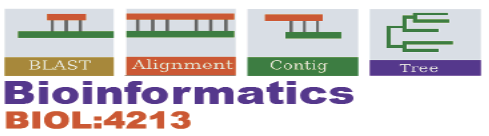 BLAST Alignment Contig Tree
Bioinformatics
BIOL:4213